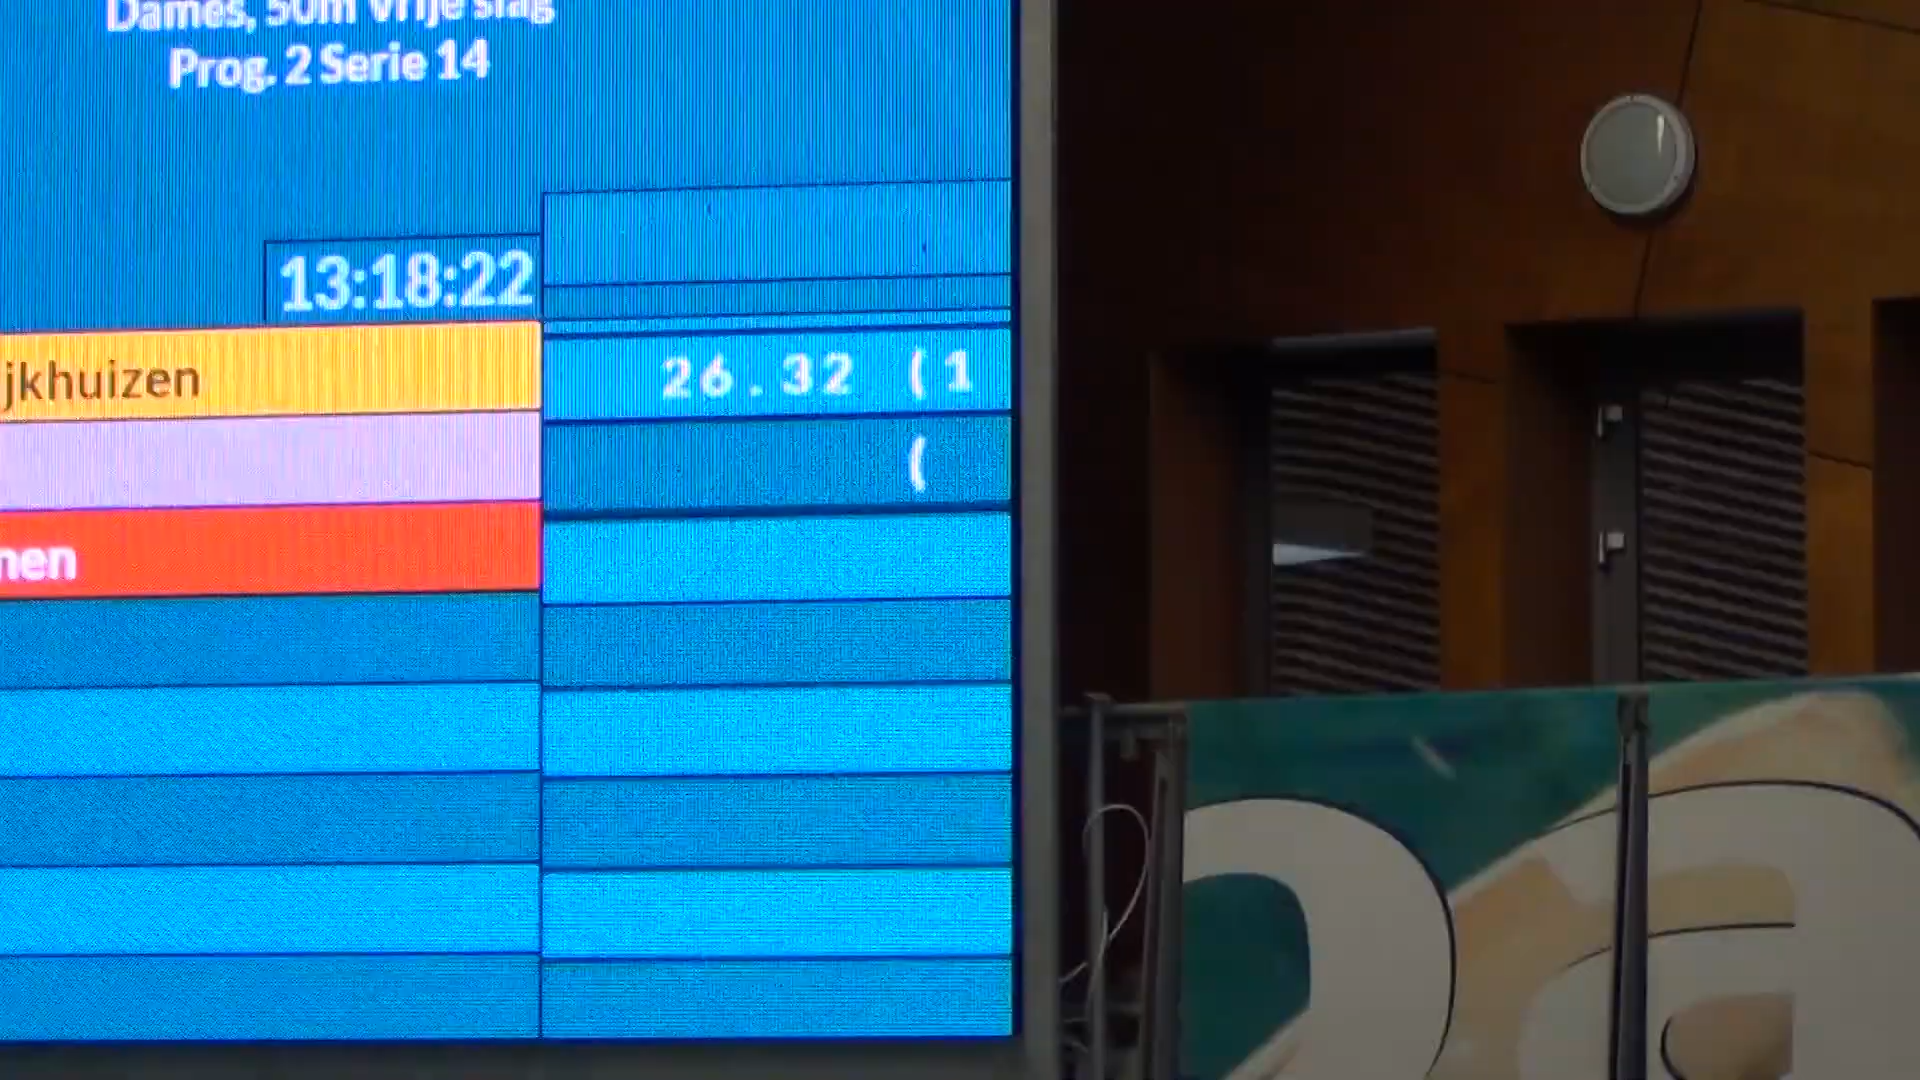 Dames, 50m Vrije slag
Prog. 2 Serie 14
13:18:22
jkhuizen 26.32 (1
(
nen